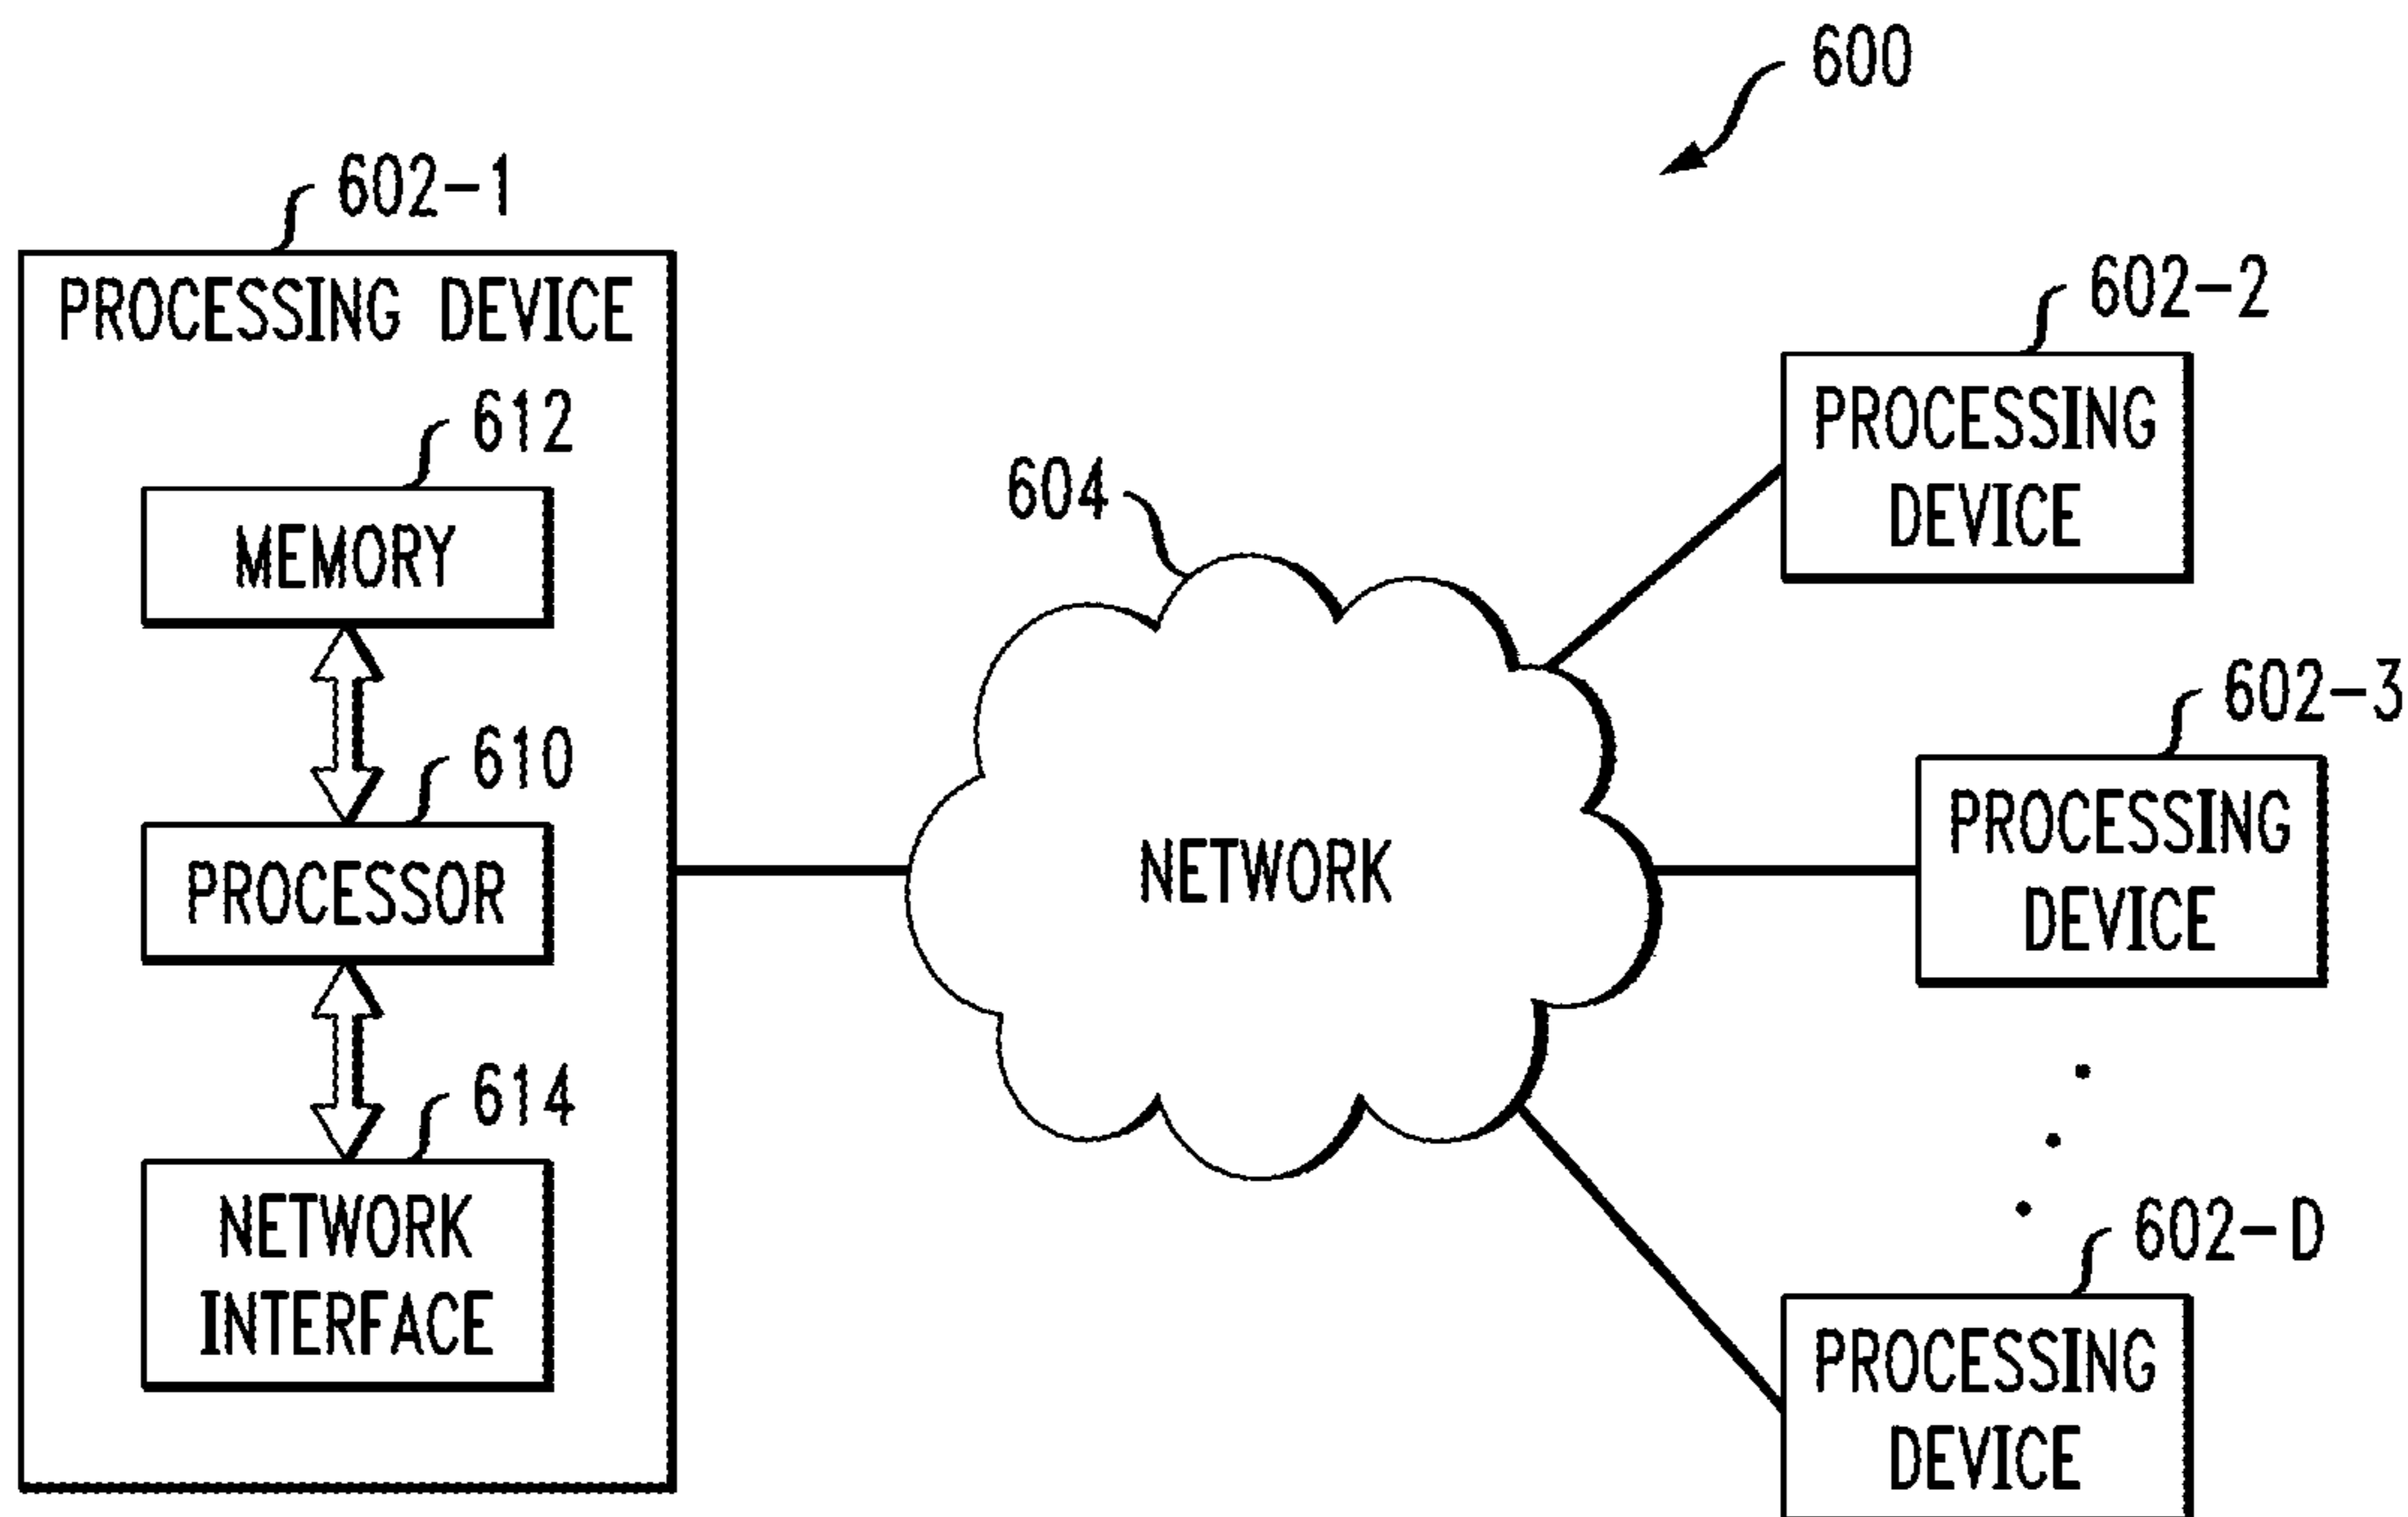 600
602-1
PROCESSING DEVICE
612
MEMORY
610
PROCESSOR
614
NETWORK
INTERFACE
604
NETWORK
602-2
PROCESSING
DEVICE
602-3
PROCESSING
DEVICE
602-D
PROCESSING
DEVICE